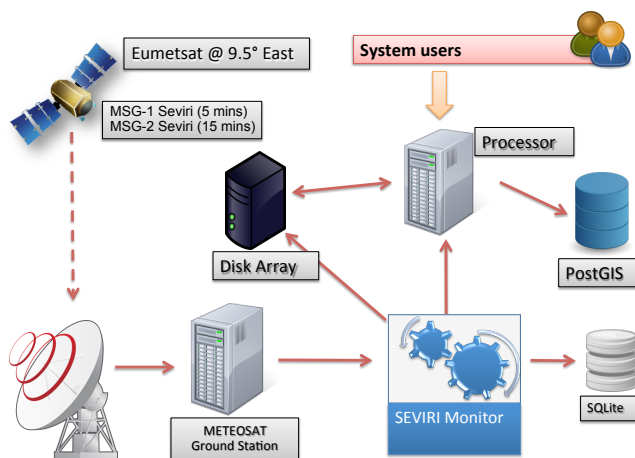 Eumetsat @ 9.5° East
System users
MSG-1 Seviri (5 mins)
MSG-2 Seviri (15 mins)
Processor
Disk Array
PostGIS
SEVIRI Monitor
SQLite
METEOSAT
Ground Station